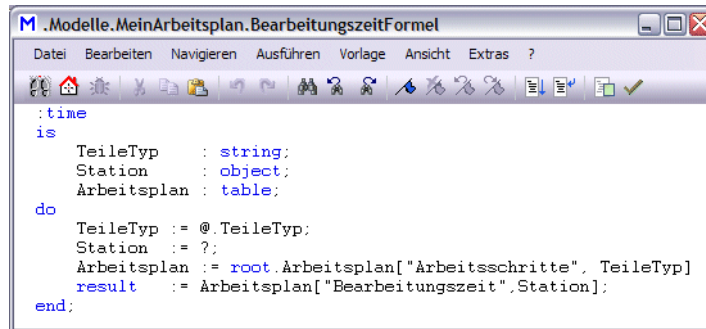 M .Modelle.MeinArbeitsplan.BearbeitungszeitFormel
Datei Bearbeiten Navigieren Ausführen Vorlage Ansicht Extras ?
:time
is
    TeileTyp    : string;
    Station     : object;
    Arbeitsplan : table;
do
    TeileTyp := @.TeileTyp;
    Station  := ?;
    Arbeitsplan := root.Arbeitsplan["Arbeitsschritte", TeileTyp]
    result   := Arbeitsplan["Bearbeitungszeit",Station];
end;